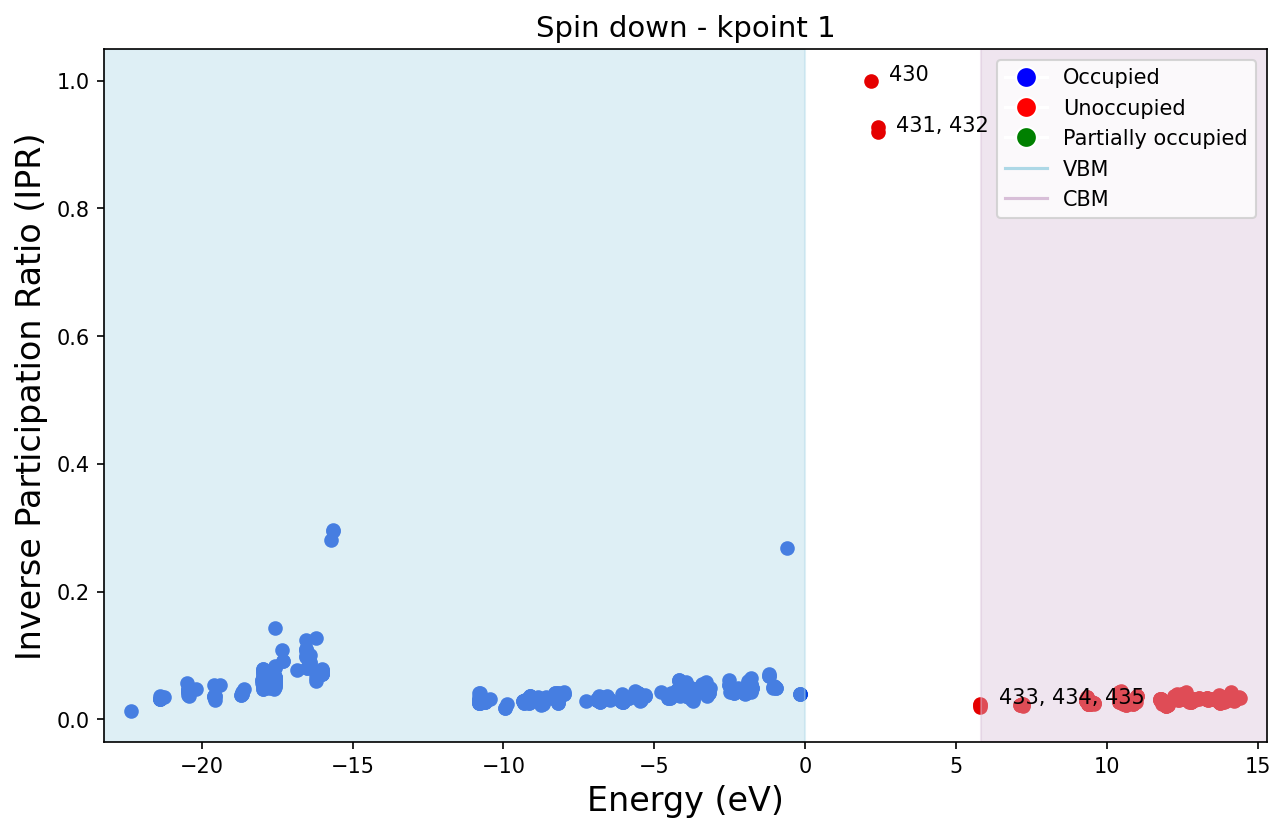 Spin down - kpoint 1
Inverse Participation Ratio (IPR)
1.0
0.8
0.6
0.4
0.2
0.0
430
431, 432
433, 434, 435
Occupied
Unoccupied
Partially occupied
VBM
CBM
−20
−15
−10
−5
0
5
10
15
Energy (eV)